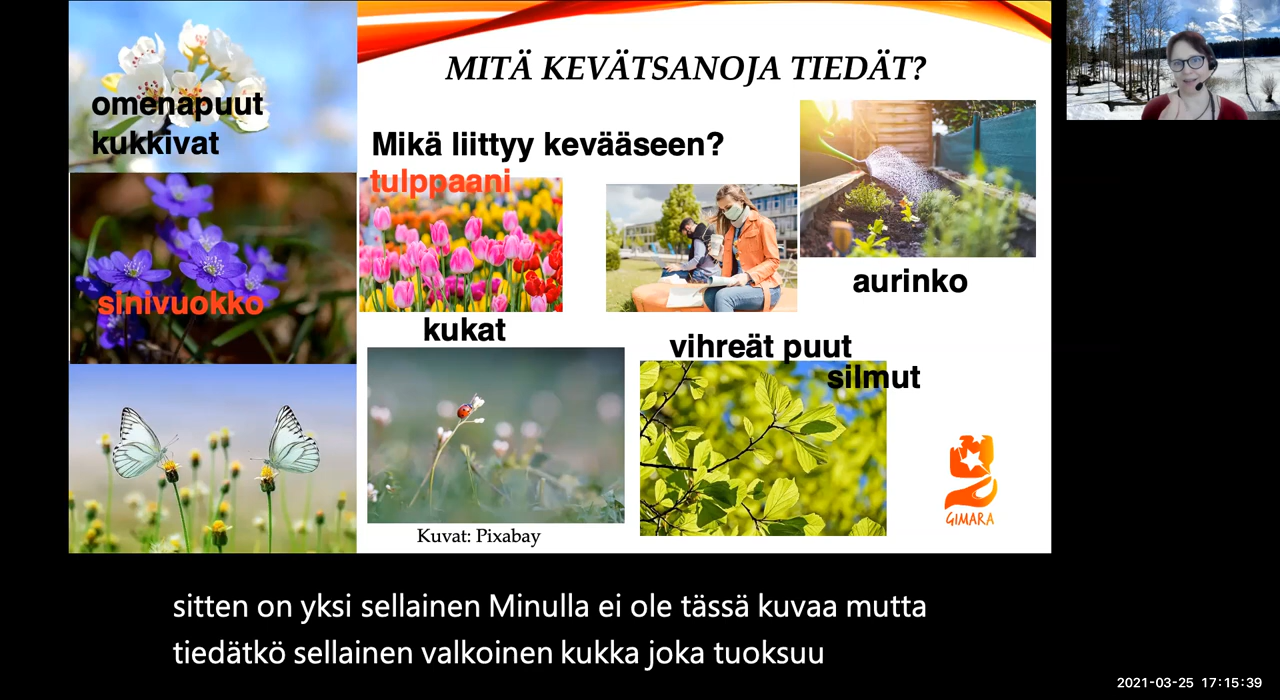 MITÄ KEVÄTSANOJA TIEDÄT?
omenapuut
kukkivat
Mikä liittyy kevääseen?
tulppaani
sinivuokko
aurinko
kukat
vihreät puut
silmut
GIMARA
Kuvat: Pixabay
sitten on yksi sellainen Minulla ei ole tässä kuvaa mutta
tiedätkö sellainen valkoinen kukka joka tuoksuu
2021-03-25 17:15:39